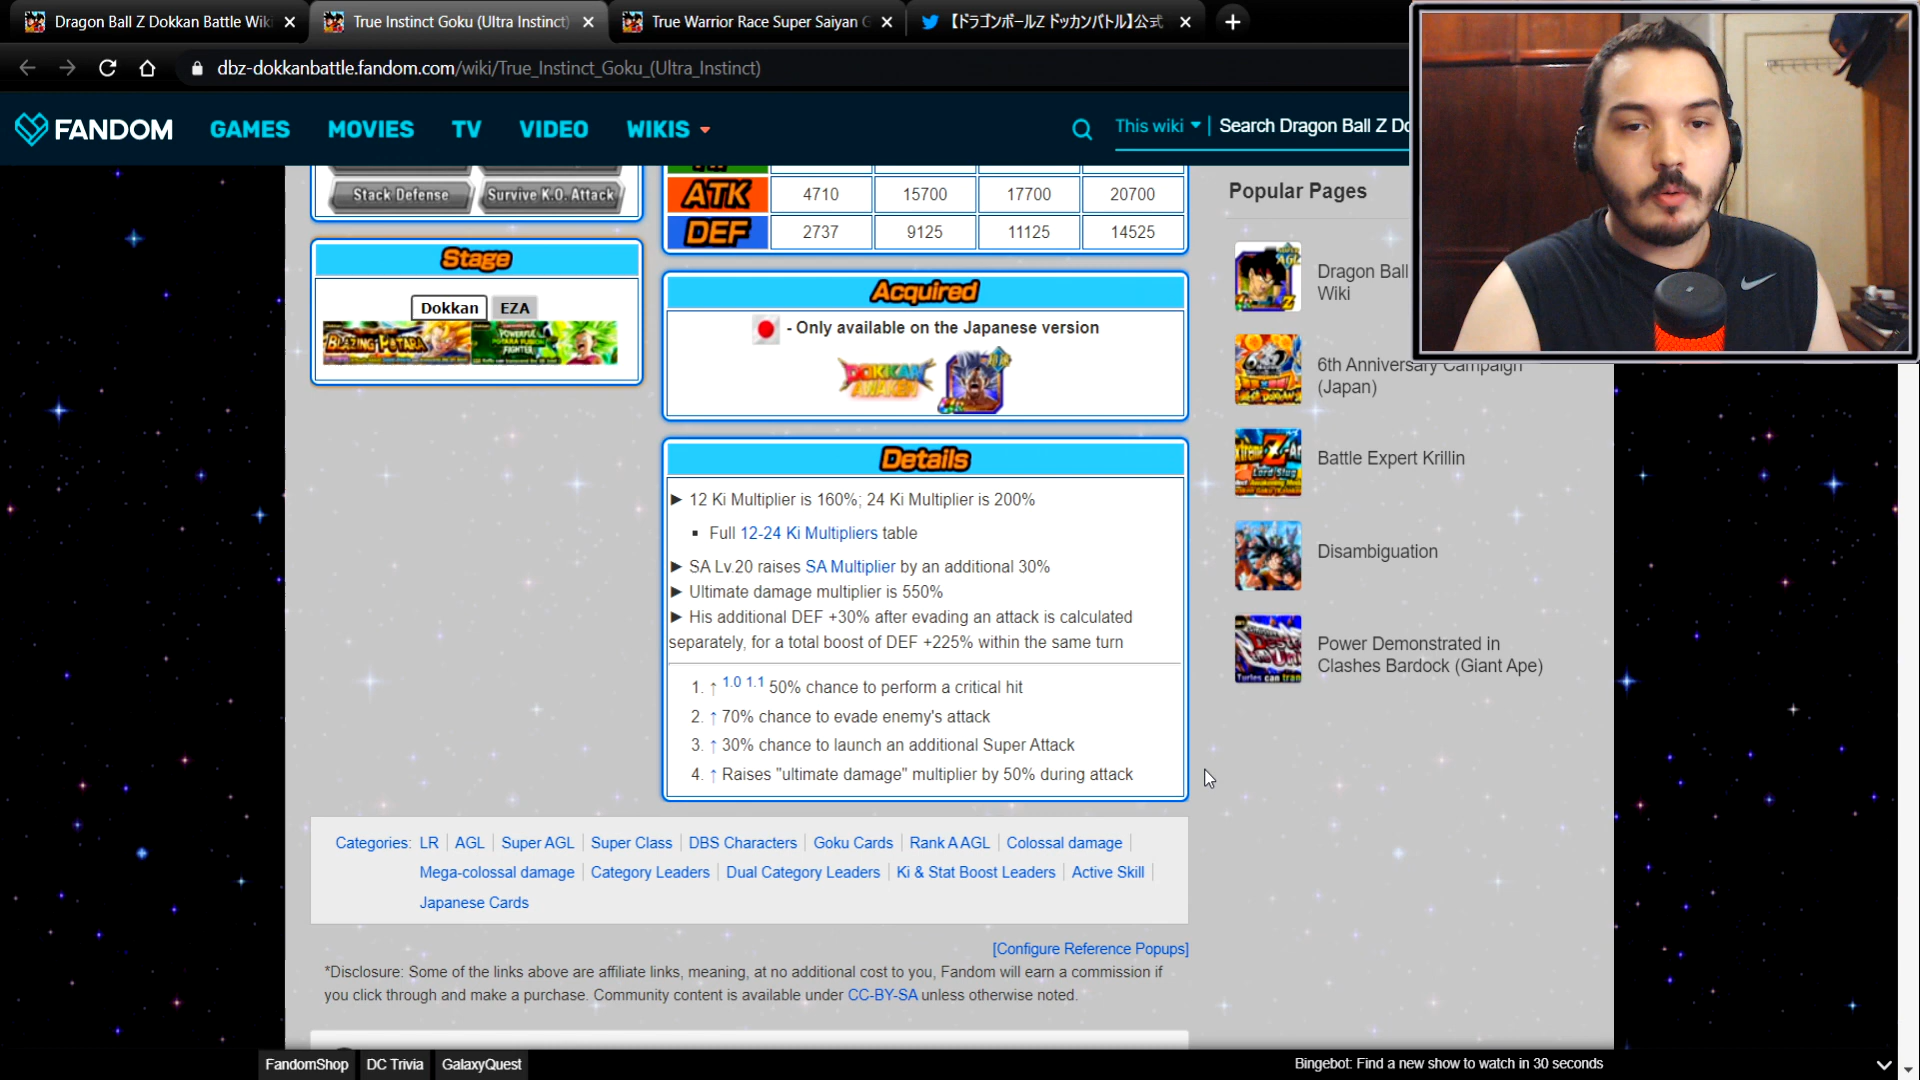 Dragon Ball Z Dokkan Battle Wiki
True Instinct Goku (Ultra Instinct)
True Warrior Race Super Saiyan G
【ドラゴンボールZ ドッカンバトル】公式
dbz-dokkanbattle.fandom.com/wiki/True_Instinct_Goku_(Ultra_Instinct)
FANDOM
GAMES
MOVIES
TV
VIDEO
WIKIS
This wiki
Search Dragon Ball Z Do
Stack Defense
Survive K.O. Attack
ATK 4710 15700 17700 20700
DEF 2737 9125 11125 14525
Stage
Dokkan EZA
BLAZING POTARA
POWERFUL POTARA FUSION FIGHTER
Acquired
- Only available on the Japanese version
DOKKAN AWAKEN
Details
► 12 Ki Multiplier is 160%; 24 Ki Multiplier is 200%
▪ Full 12-24 Ki Multipliers table
► SA Lv.20 raises SA Multiplier by an additional 30%
► Ultimate damage multiplier is 550%
► His additional DEF +30% after evading an attack is calculated
separately, for a total boost of DEF +225% within the same turn
1. ↑ 1.0 1.1 50% chance to perform a critical hit
2. ↑ 70% chance to evade enemy's attack
3. ↑ 30% chance to launch an additional Super Attack
4. ↑ Raises "ultimate damage" multiplier by 50% during attack
Popular Pages
Dragon Ball
Wiki
6th Anniversary Campaign
(Japan)
Battle Expert Krillin
Disambiguation
Power Demonstrated in
Clashes Bardock (Giant Ape)
Categories: LR | AGL | Super AGL | Super Class | DBS Characters | Goku Cards | Rank A AGL | Colossal damage |
Mega-colossal damage | Category Leaders | Dual Category Leaders | Ki & Stat Boost Leaders | Active Skill |
Japanese Cards
[Configure Reference Popups]
*Disclosure: Some of the links above are affiliate links, meaning, at no additional cost to you, Fandom will earn a commission if
you click through and make a purchase. Community content is available under CC-BY-SA unless otherwise noted.
FandomShop
DC Trivia
GalaxyQuest
Bingebot: Find a new show to watch in 30 seconds